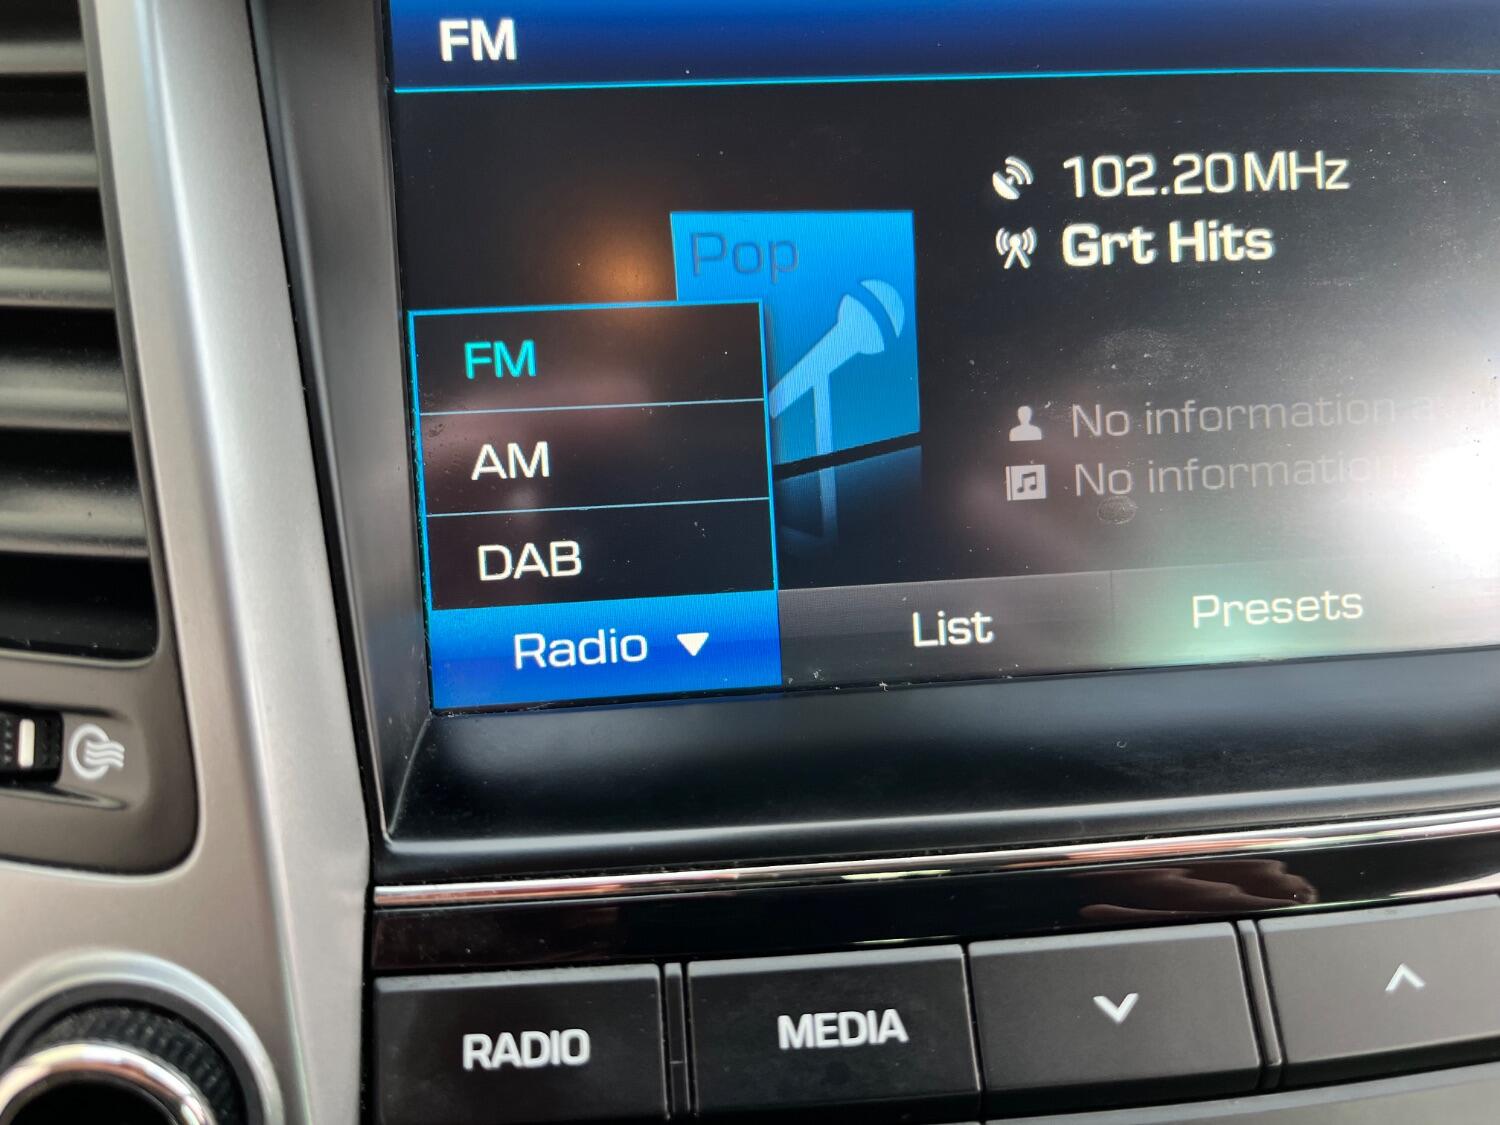 FM
102.20MHz
Grt Hits
Pop
FM
AM
DAB
No information
No information
Radio
List
Presets
RADIO
MEDIA